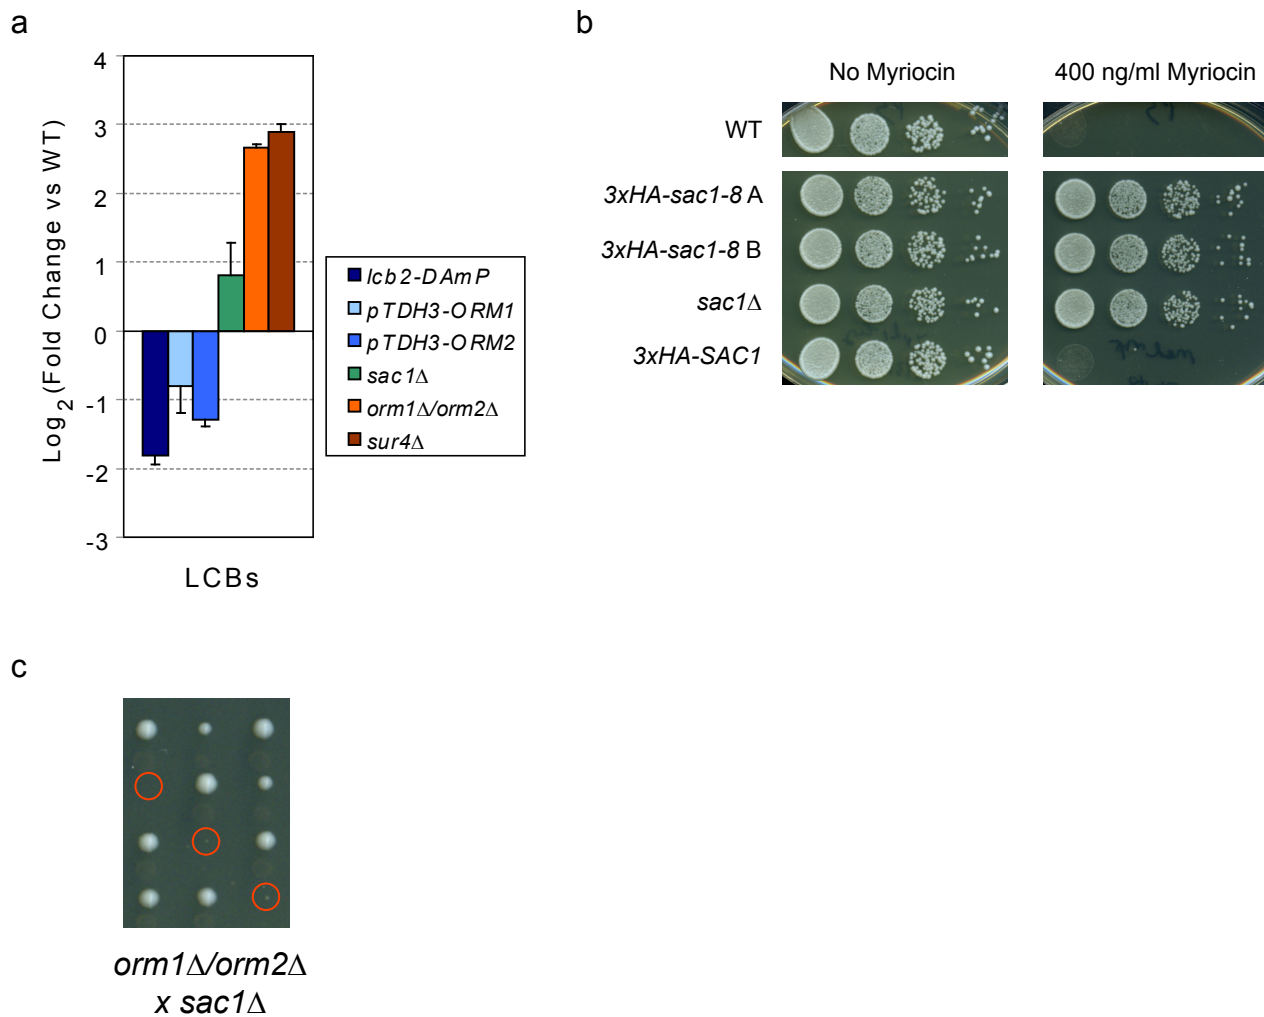 a
b
4
3
2
1
0
-1
-2
-3
Log2(Fold Change vs WT)
LCBs
lcb2-DAmP
pTDH3-ORM1
pTDH3-ORM2
sac1Δ
orm1Δ/orm2Δ
sur4Δ
No Myriocin
400 ng/ml Myriocin
WT
3xHA-sac1-8 A
3xHA-sac1-8 B
sac1Δ
3xHA-SAC1
c
orm1Δ/orm2Δ
x sac1Δ